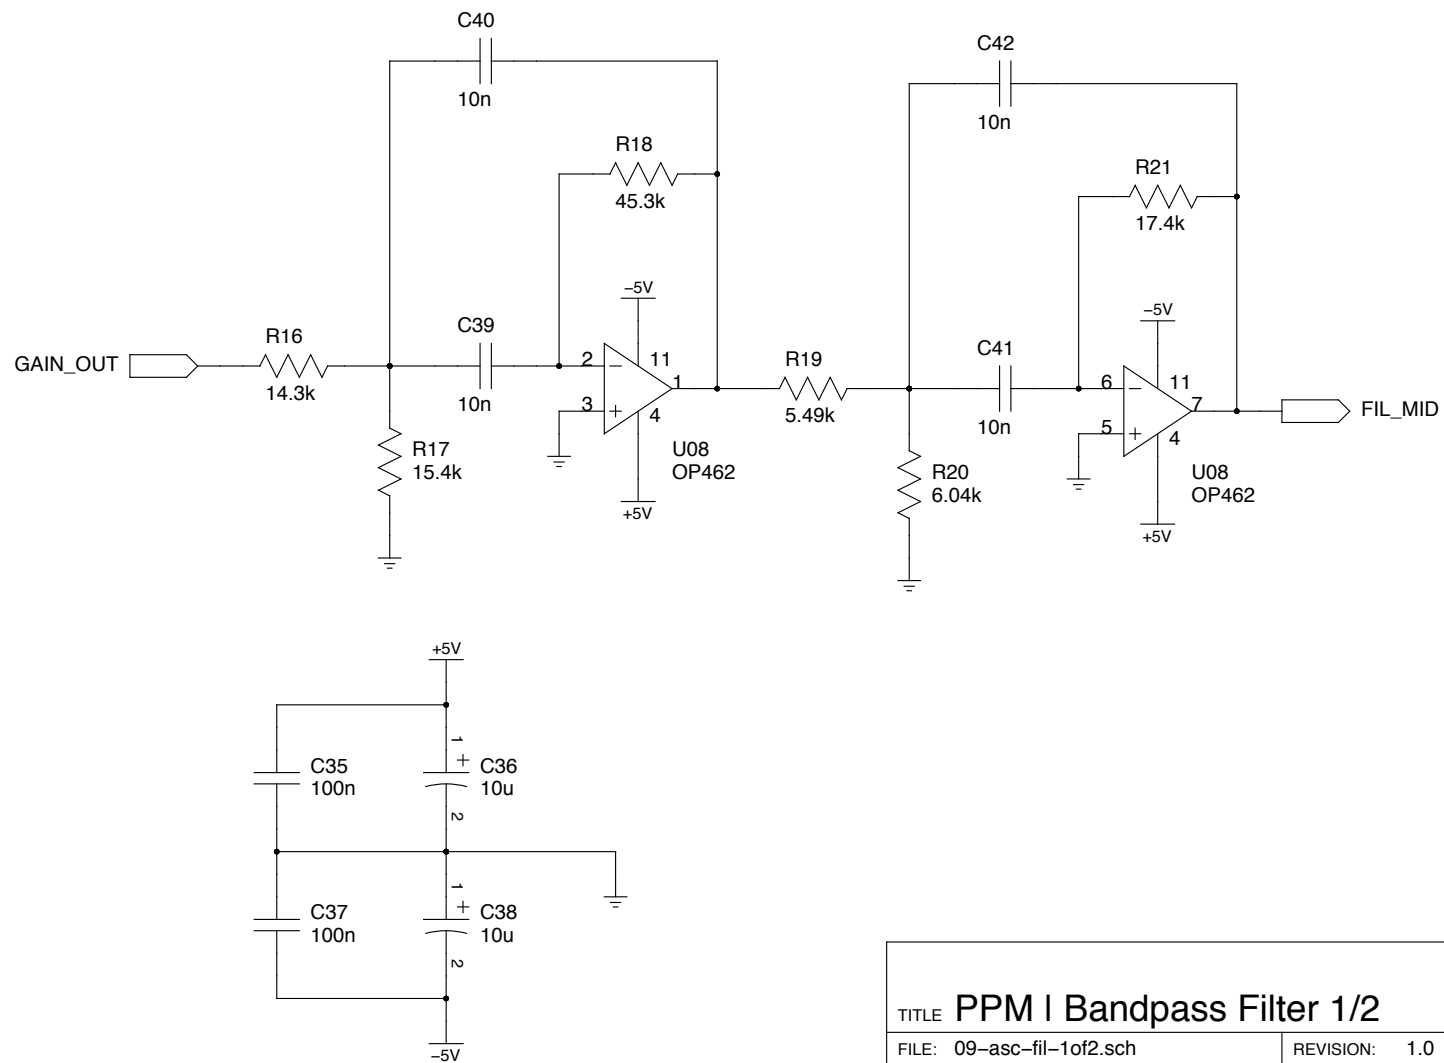 C40
10n
R18
45.3k
−5V
R16
14.3k
C39
10n
GAIN_OUT
2
3
11
1
4
R17
15.4k
U08
OP462
+5V
C42
10n
R21
17.4k
−5V
R19
5.49k
C41
10n
6
5
11
7
4
FIL_MID
R20
6.04k
U08
OP462
+5V
+5V
C35
100n
1
+
C36
10u
2
C37
100n
1
+
C38
10u
2
−5V
TITLE PPM I Bandpass Filter 1/2
FILE: 09−asc−fil−1of2.sch
REVISION: 1.0